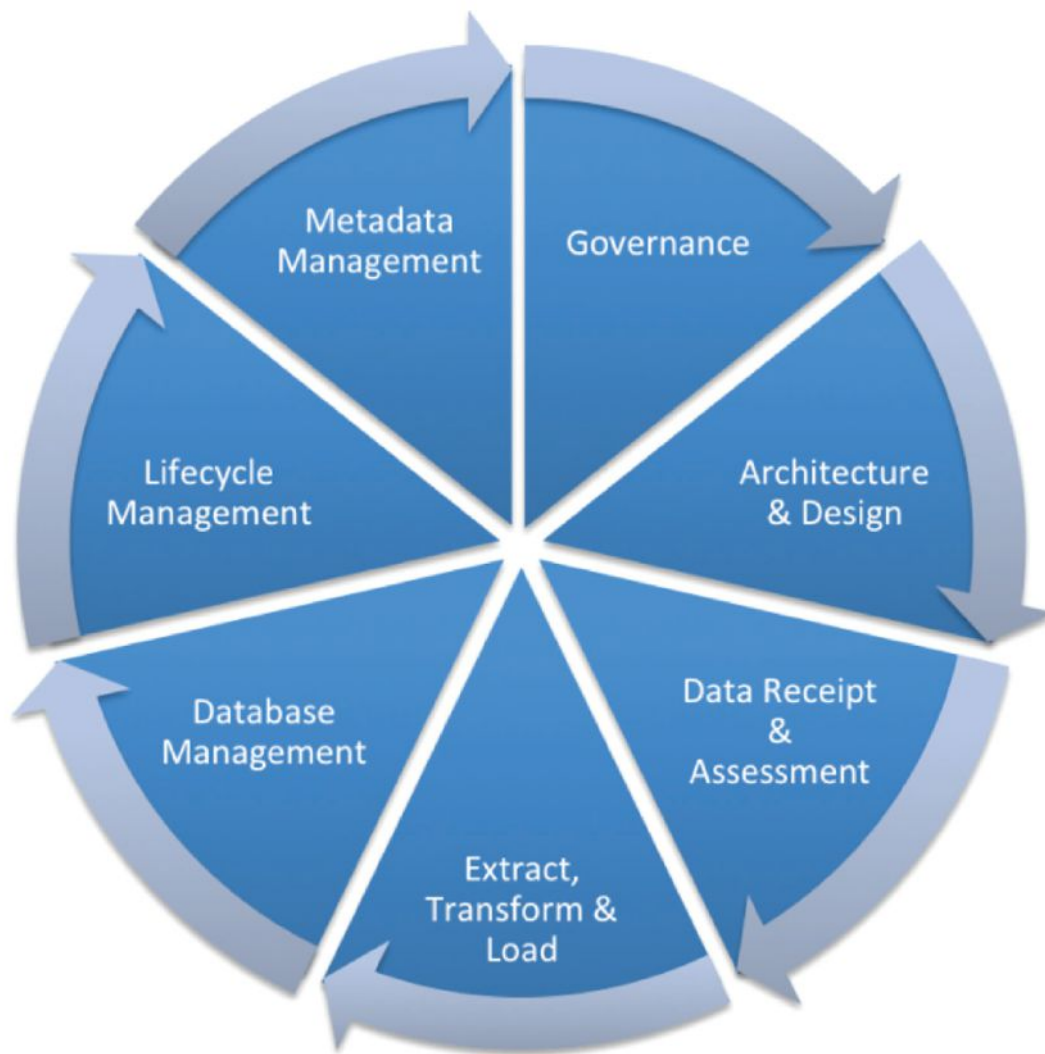 Governance
Architecture
& Design
Data Receipt
&
Assessment
Extract,
Transform &
Load
Database
Management
Lifecycle
Management
Metadata
Management